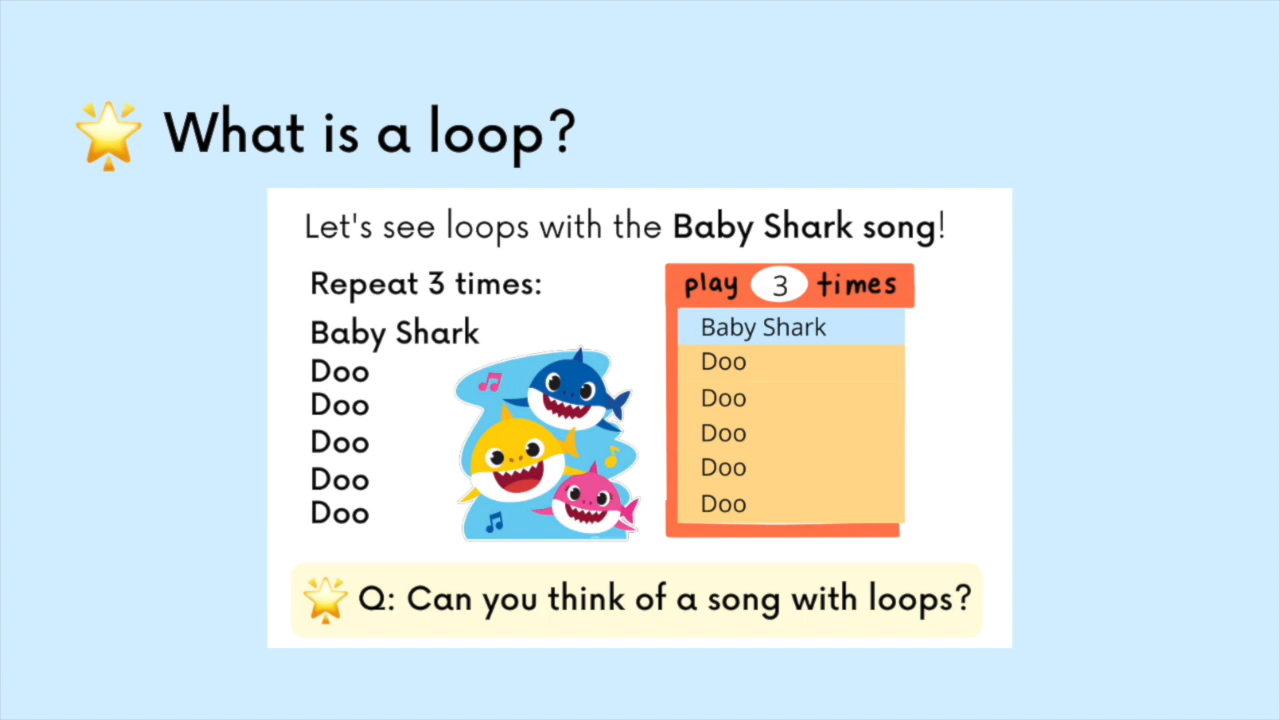 What is a loop?
Let's see loops with the Baby Shark song!
Repeat 3 times:
Baby Shark
Doo
Doo
Doo
Doo
Doo
play 3 times
Baby Shark
Doo
Doo
Doo
Doo
Doo
Q: Can you think of a song with loops?